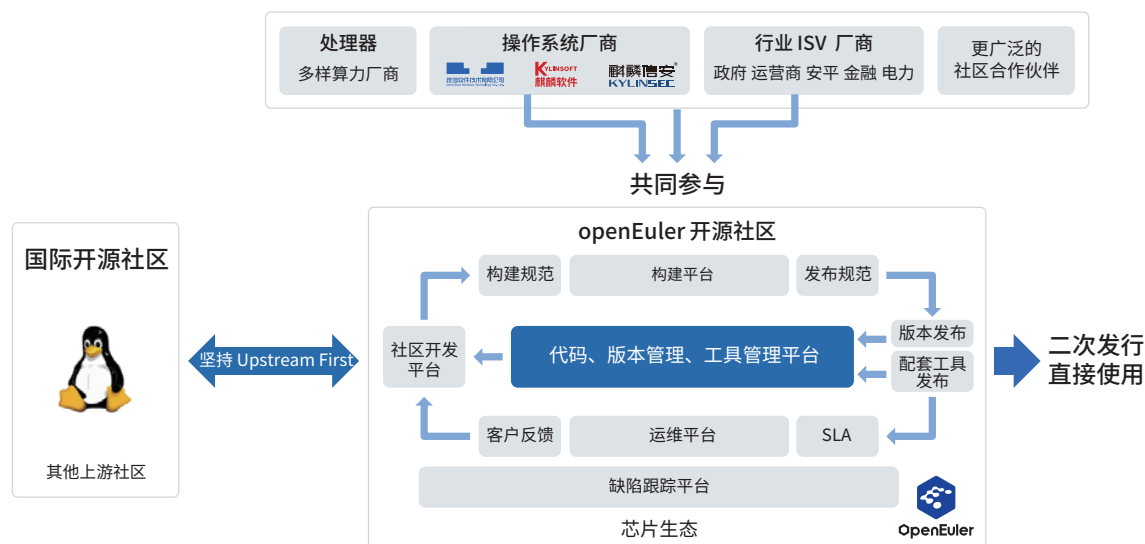 处理器
多样算力厂商
操作系统厂商
KYLINSOFT
麒麟软件
麒麟信安
KYLINSEC
行业 ISV 厂商
政府 运营商 安平 金融 电力
更广泛的
社区合作伙伴
共同参与
国际开源社区
其他上游社区
坚持 Upstream First
openEuler 开源社区
构建规范
构建平台
发布规范
社区开发
平台
代码、版本管理、工具管理平台
版本发布
配套工具
发布
客户反馈
运维平台
SLA
缺陷跟踪平台
芯片生态
OpenEuler
二次发行
直接使用